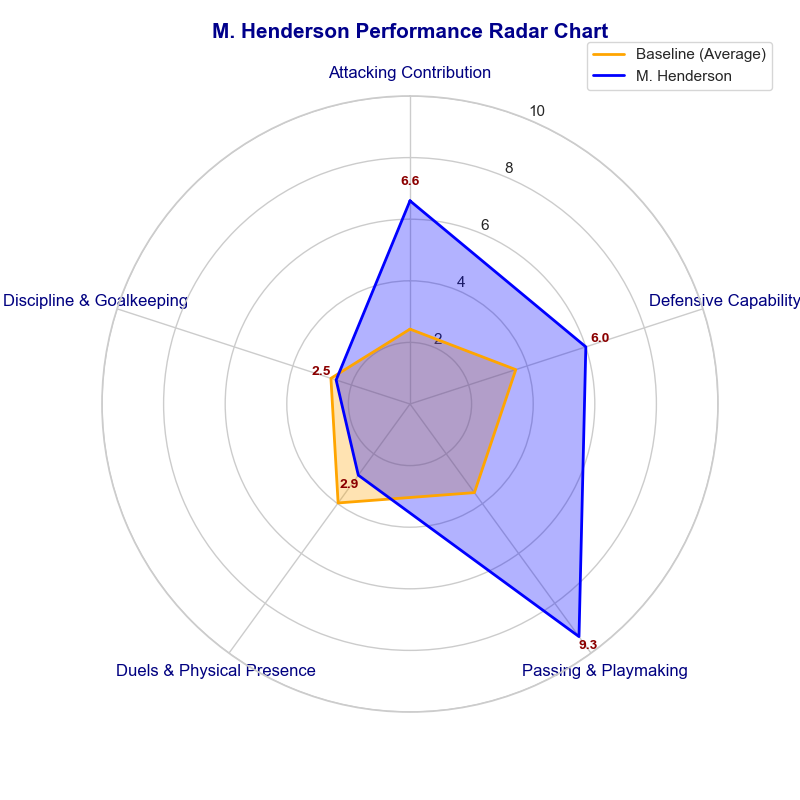 M. Henderson Performance Radar Chart
Baseline (Average)
M. Henderson
Attacking Contribution
10
8
6.6
6
4
Discipline & Goalkeeping
Defensive Capability
2
6.0
2.5
2.9
9.3
Duels & Physical Presence
Passing & Playmaking